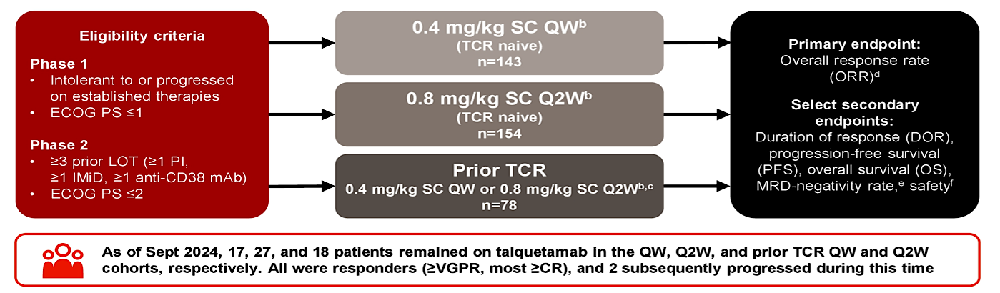 Eligibility criteria
Phase 1
• Intolerant to or progressed
on established therapies
• ECOG PS ≤1
Phase 2
• ≥3 prior LOT (≥1 PI,
≥1 IMiD, ≥1 anti-CD38 mAb)
• ECOG PS ≤2
0.4 mg/kg SC QWᵇ
(TCR naive)
n=143
0.8 mg/kg SC Q2Wᵇ
(TCR naive)
n=154
Prior TCR
0.4 mg/kg SC QW or 0.8 mg/kg SC Q2Wᵇ,ᶜ
n=78
Primary endpoint:
Overall response rate
(ORR)ᵈ
Select secondary
endpoints:
Duration of response (DOR),
progression-free survival
(PFS), overall survival (OS),
MRD-negativity rate,ᵉ safetyᶠ
As of Sept 2024, 17, 27, and 18 patients remained on talquetamab in the QW, Q2W, and prior TCR QW and Q2W
cohorts, respectively. All were responders (≥VGPR, most ≥CR), and 2 subsequently progressed during this time